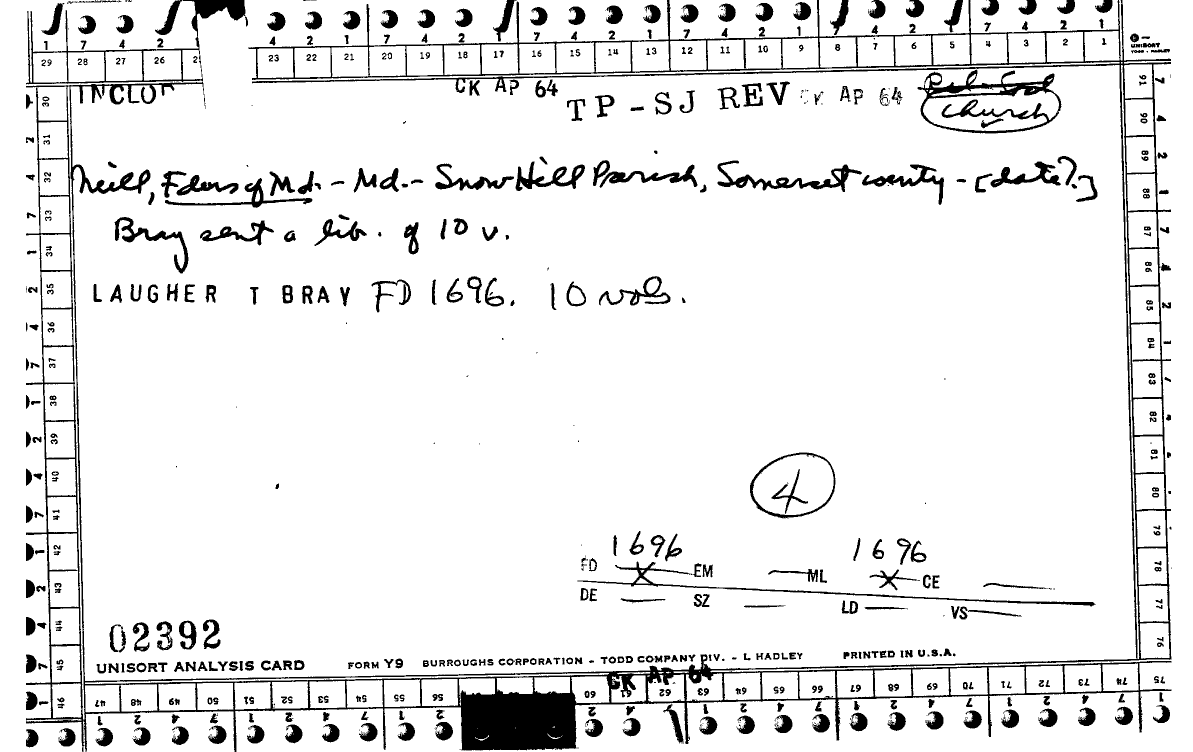 1 7 4 2 4 2 1 7 4 2 1 7 4 2 1 7 4 2 1 7 4 2 1
29 28 27 26 23 22 21 20 19 18 17 16 15 14 13 12 11 10 9 8 7 6 5 4 3 2 1
UNISORT
TODD - HADLEY
INCLOR CK AP 64 TP-SJ REV CK AP 64
Church
Neill, Fders of Md. - Md. - Snow Hill Parish, Somerset county - [date?]
Bray sent a lib. of 10 v.
LAUGHER T BRAY FD 1696. 10 vols.
4
1696 1696
FD X EM ML X CE
DE SZ LD VS
02392
UNISORT ANALYSIS CARD FORM Y9 BURROUGHS CORPORATION - TODD COMPANY DIV. - L HADLEY PRINTED IN U.S.A.
CK AP 64
30 31 32 33 34 35 36 37 38 39 40 41 42 43 44 45 46
91 90 89 88 87 86 85 84 83 82 81 80 79 78 77 76
47 48 49 50 51 52 53 54 55 56 60 61 62 63 64 65 66 67 68 69 70 71 72 73 74 75